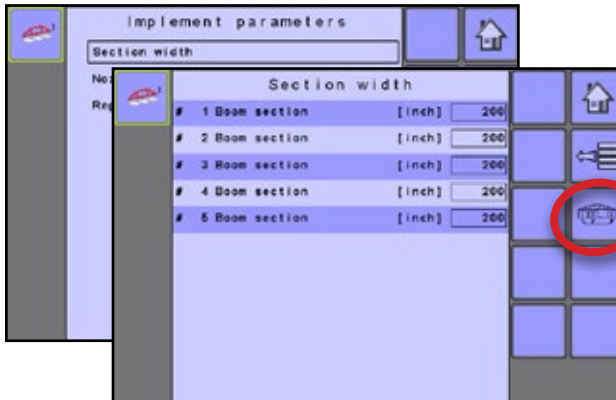 Implement parameters
Section width
Section width
# 1 Boom section [inch] 200
# 2 Boom section [inch] 200
# 3 Boom section [inch] 200
# 4 Boom section [inch] 200
# 5 Boom section [inch] 200